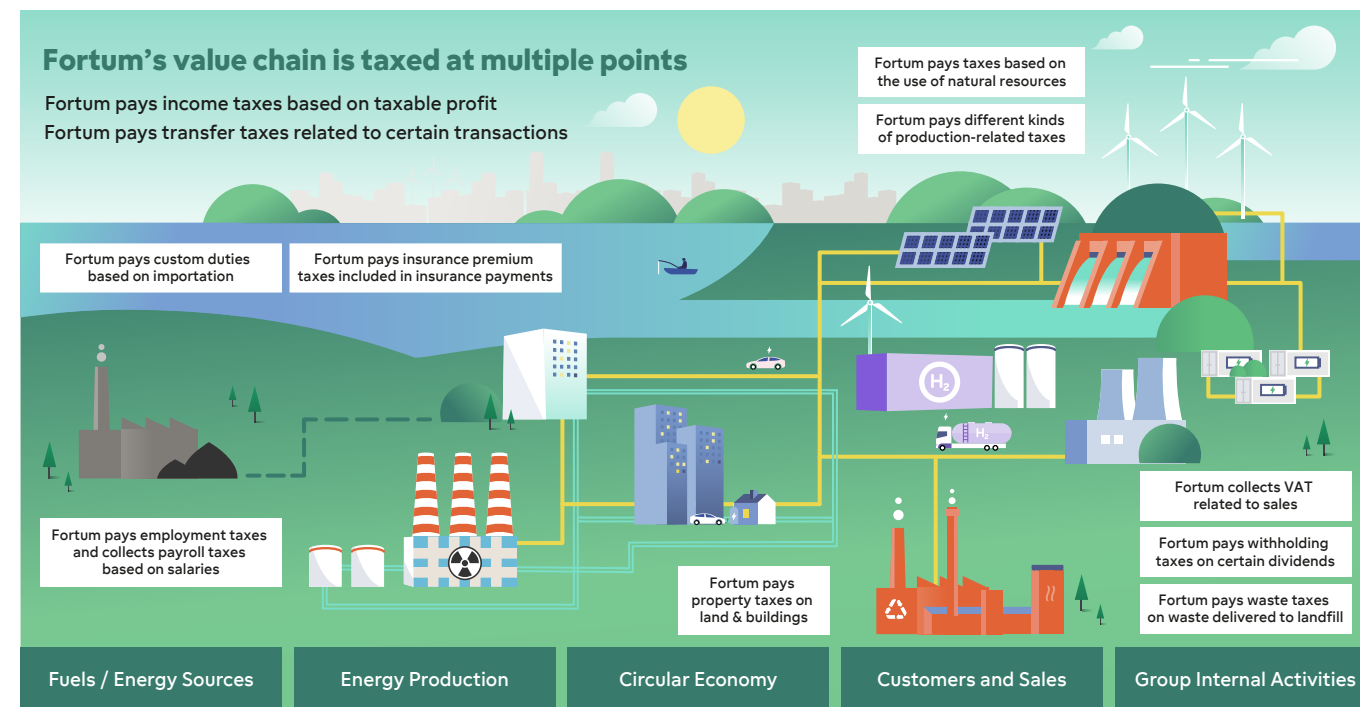 Fortum’s value chain is taxed at multiple points
Fortum pays income taxes based on taxable profit
Fortum pays transfer taxes related to certain transactions
Fortum pays taxes based on
the use of natural resources
Fortum pays different kinds
of production-related taxes
Fortum pays custom duties
based on importation
Fortum pays insurance premium
taxes included in insurance payments
H2
H2
Fortum pays employment taxes
and collects payroll taxes
based on salaries
Fortum pays
property taxes on
land & buildings
Fortum collects VAT
related to sales
Fortum pays withholding
taxes on certain dividends
Fortum pays waste taxes
on waste delivered to landfill
Fuels / Energy Sources
Energy Production
Circular Economy
Customers and Sales
Group Internal Activities